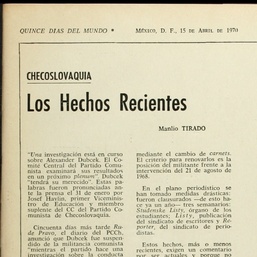 QUINCE DIAS DEL MUNDO •
MÉXICO, D. F., 15 DE ABRIL DE 1970
CHECOSLOVAQUIA
Los Hechos Recientes
Manlio TIRADO
"Una investigación está en curso
sobre Alexander Dubcek. El Co
mité Central del Partido Comu
nista examinará sus resultados
en un próximo plenum". Dubcek
"tendrá su merecido". Estas pa
labras fueron pronunciadas an
te la prensa el 31 de enero por
Josef Havlin, primer Viceminis
tro de Educación y miembro
suplente del CC del Partido Co
munista de Checoslovaquia.
Cincuenta días más tarde Ru
de Pravo, el diario del PCCh,
anunció que Dubcek fue suspen
dido de la militancia comunista
"mientras el partido hace una
investigación sobre la conducta
mediante el cambio de carnets.
El criterio para renovarlos es la
posición del militante frente a la
intervención del 21 de agosto de
1968.
En el plano periodístico se
han tomado medidas drásticas:
fueron clausurados —de esto ha
ya un año— tres semanarios:
Studenske Listy, órgano de los
estudiantes; Listy, publicación
del sindicato de escritores y Re
porter, del sindicato de perio
distas.
Estos hechos, más o menos
recientes, exigen un comentario
por ser actuales y porque no